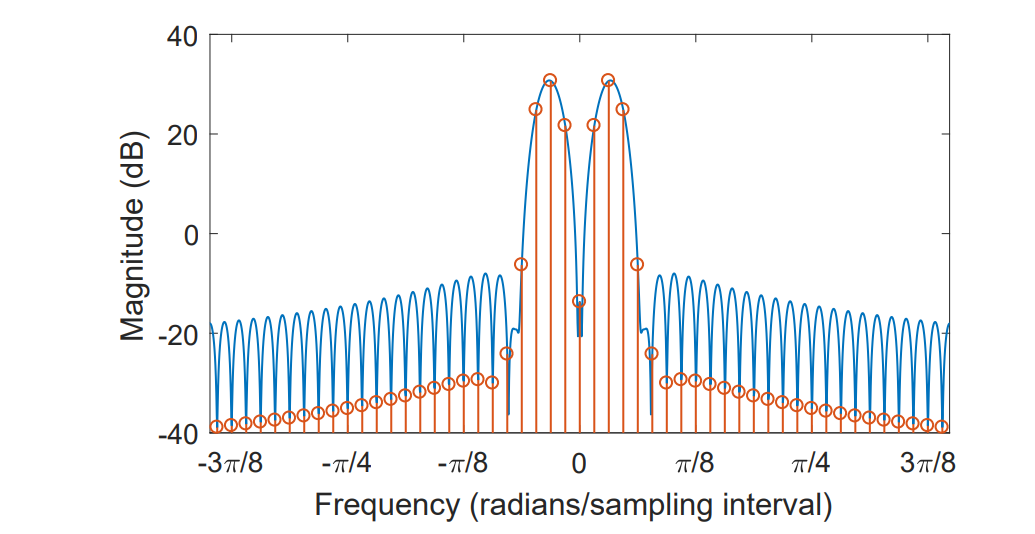 40
20
0
-20
-40
Magnitude (dB)
-3π/8 -π/4 -π/8 0 π/8 π/4 3π/8
Frequency (radians/sampling interval)